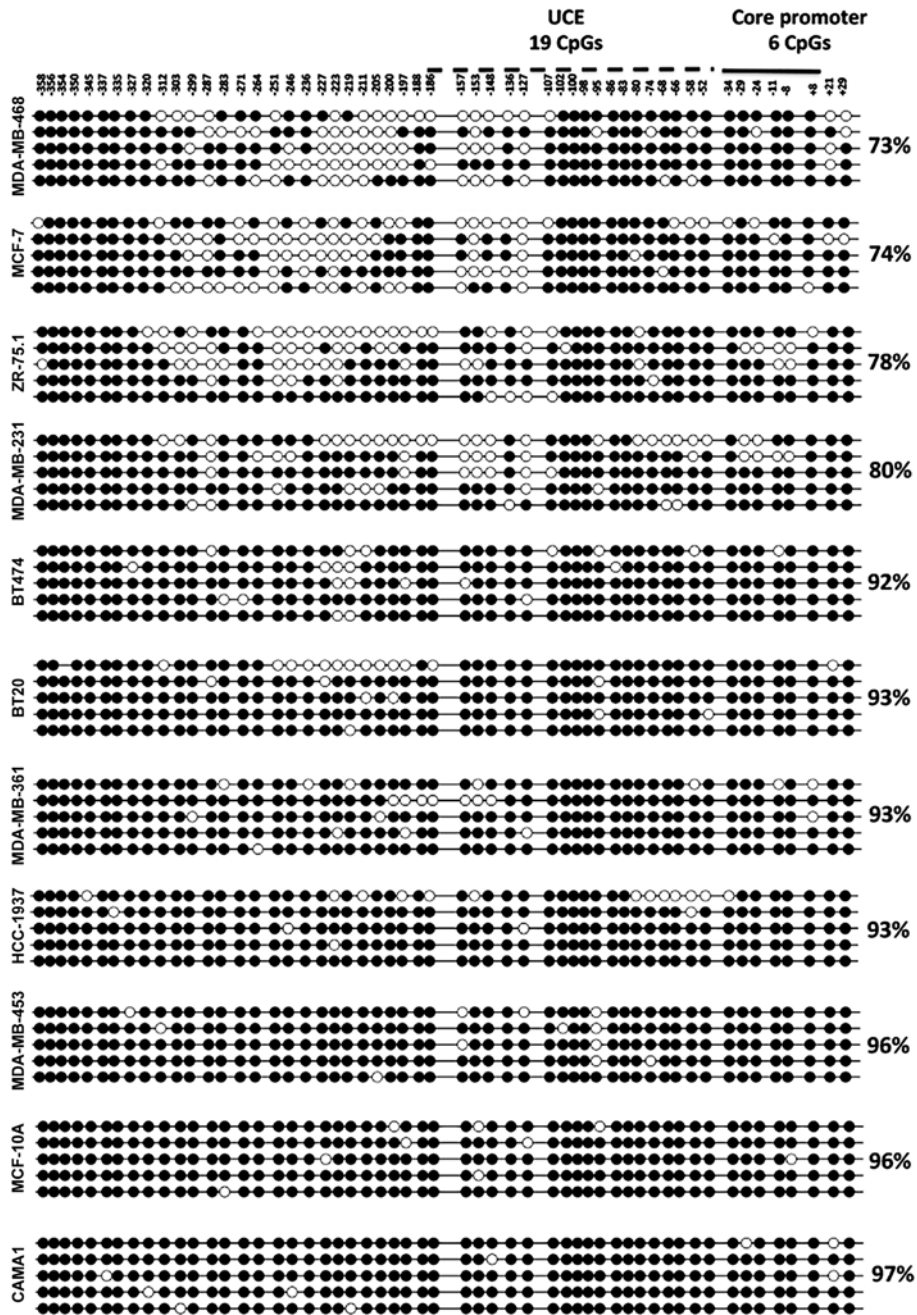 UCE
19 CpGs
Core promoter
6 CpGs
-358 -356 -354 -350 -345 -337 -335 -327 -320 -312 -303 -299 -287 -283 -271 -264 -251 -246 -236 -227 -223 -219 -211 -205 -200 -197 -188 -186 -157 -153 -148 -136 -127 -107 -102 -100 -98 -95 -86 -83 -80 -74 -68 -66 -58 -52 -34 -29 -24 -11 -8 +8 +21 +29
MDA-MB-468
73%
MCF-7
74%
ZR-75.1
78%
MDA-MB-231
80%
BT474
92%
BT20
93%
MDA-MB-361
93%
HCC-1937
93%
MDA-MB-453
96%
MCF-10A
96%
CAMA1
97%